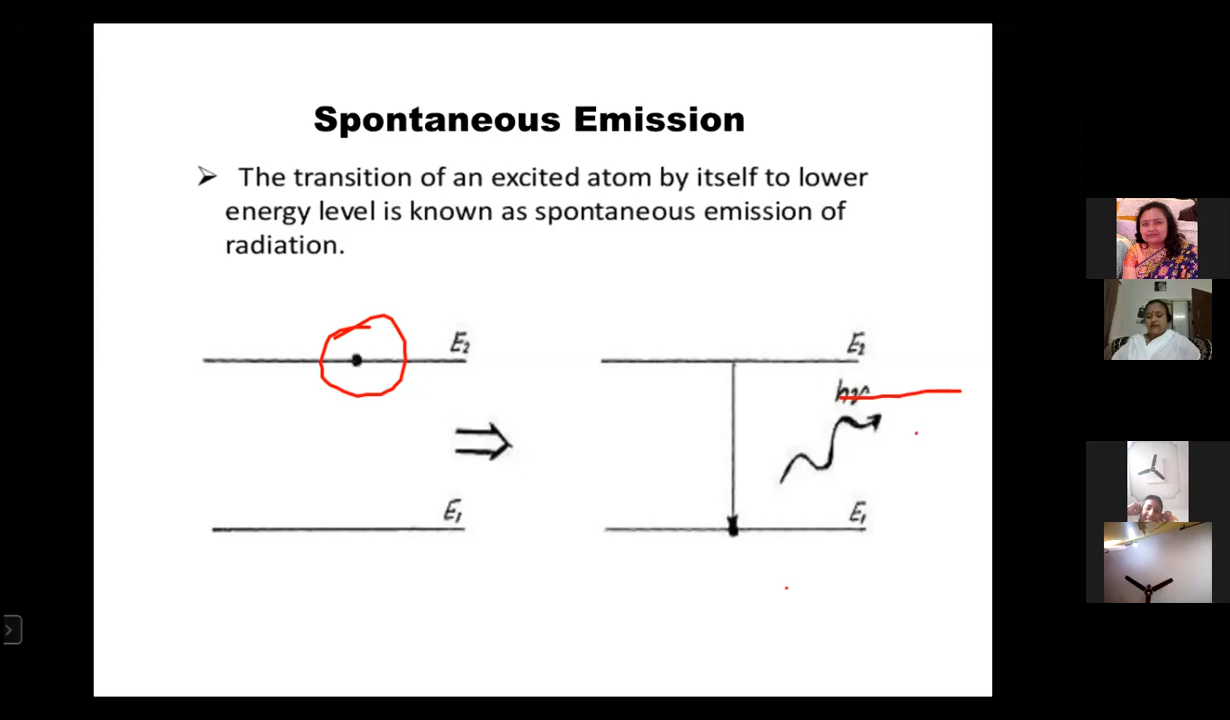 Spontaneous Emission
➢ The transition of an excited atom by itself to lower
energy level is known as spontaneous emission of
radiation.
E₂
E₂
hν
E₁
E₁